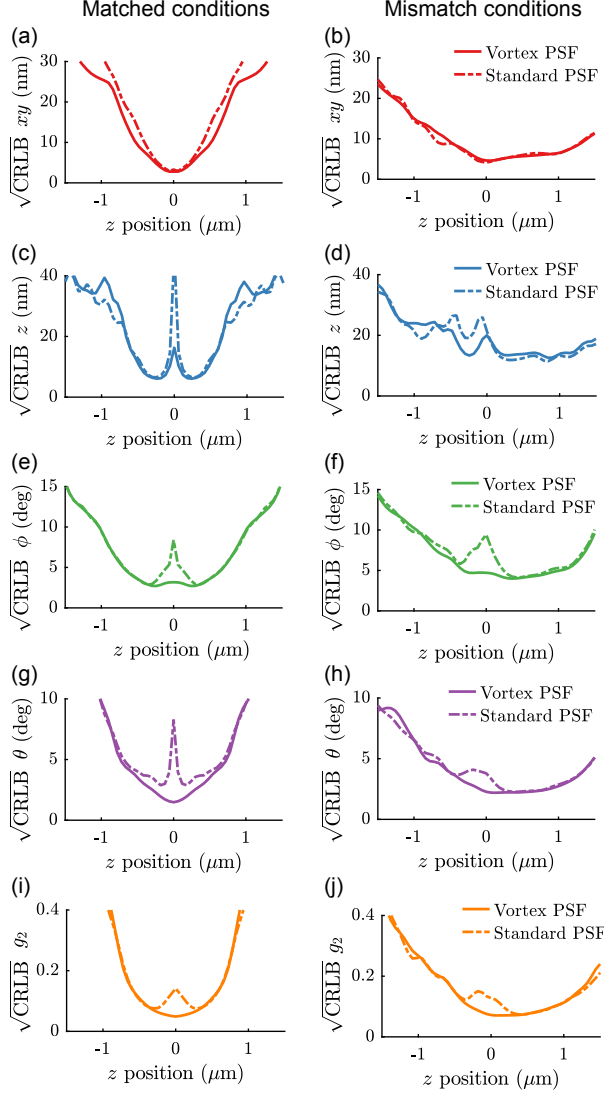 Matched conditions
Mismatch conditions
(a)
30
20
10
0
√CRLB xy (nm)
-1 0 1
z position (μm)
(b)
30
20
10
0
√CRLB xy (nm)
Vortex PSF
Standard PSF
-1 0 1
z position (μm)
(c)
40
20
0
√CRLB z (nm)
-1 0 1
z position (μm)
(d)
40
20
0
√CRLB z (nm)
Vortex PSF
Standard PSF
-1 0 1
z position (μm)
(e)
15
10
5
0
√CRLB ϕ (deg)
-1 0 1
z position (μm)
(f)
15
10
5
0
√CRLB ϕ (deg)
Vortex PSF
Standard PSF
-1 0 1
z position (μm)
(g)
10
5
0
√CRLB θ (deg)
-1 0 1
z position (μm)
(h)
10
5
0
√CRLB θ (deg)
Vortex PSF
Standard PSF
-1 0 1
z position (μm)
(i)
0.4
0.2
0
√CRLB g₂
-1 0 1
z position (μm)
(j)
0.4
0.2
0
√CRLB g₂
Vortex PSF
Standard PSF
-1 0 1
z position (μm)